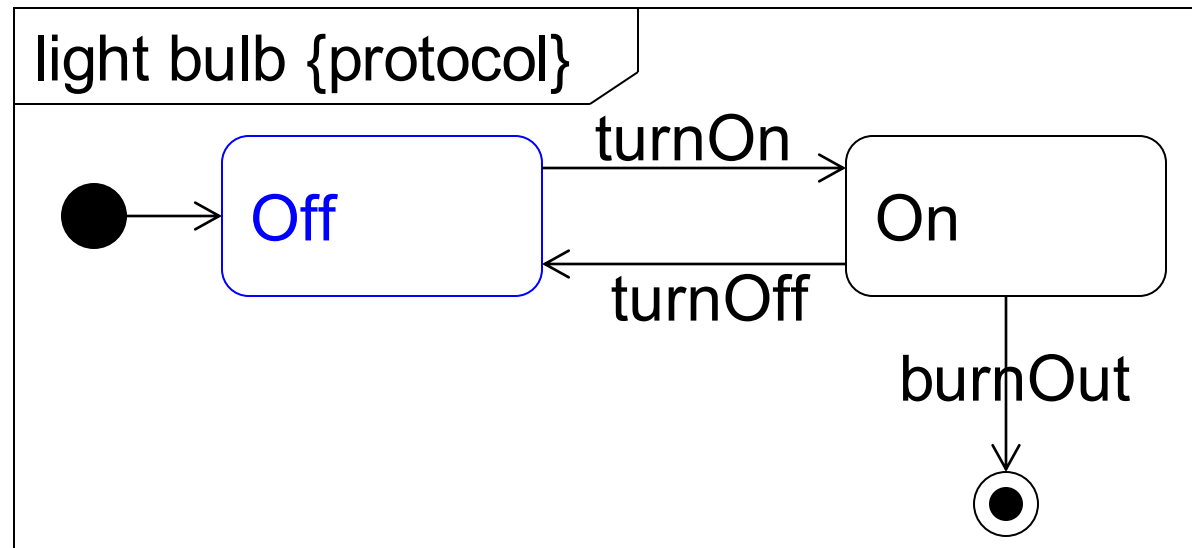 light bulb {protocol}
turnOn
Off
On
turnOff
burnOut